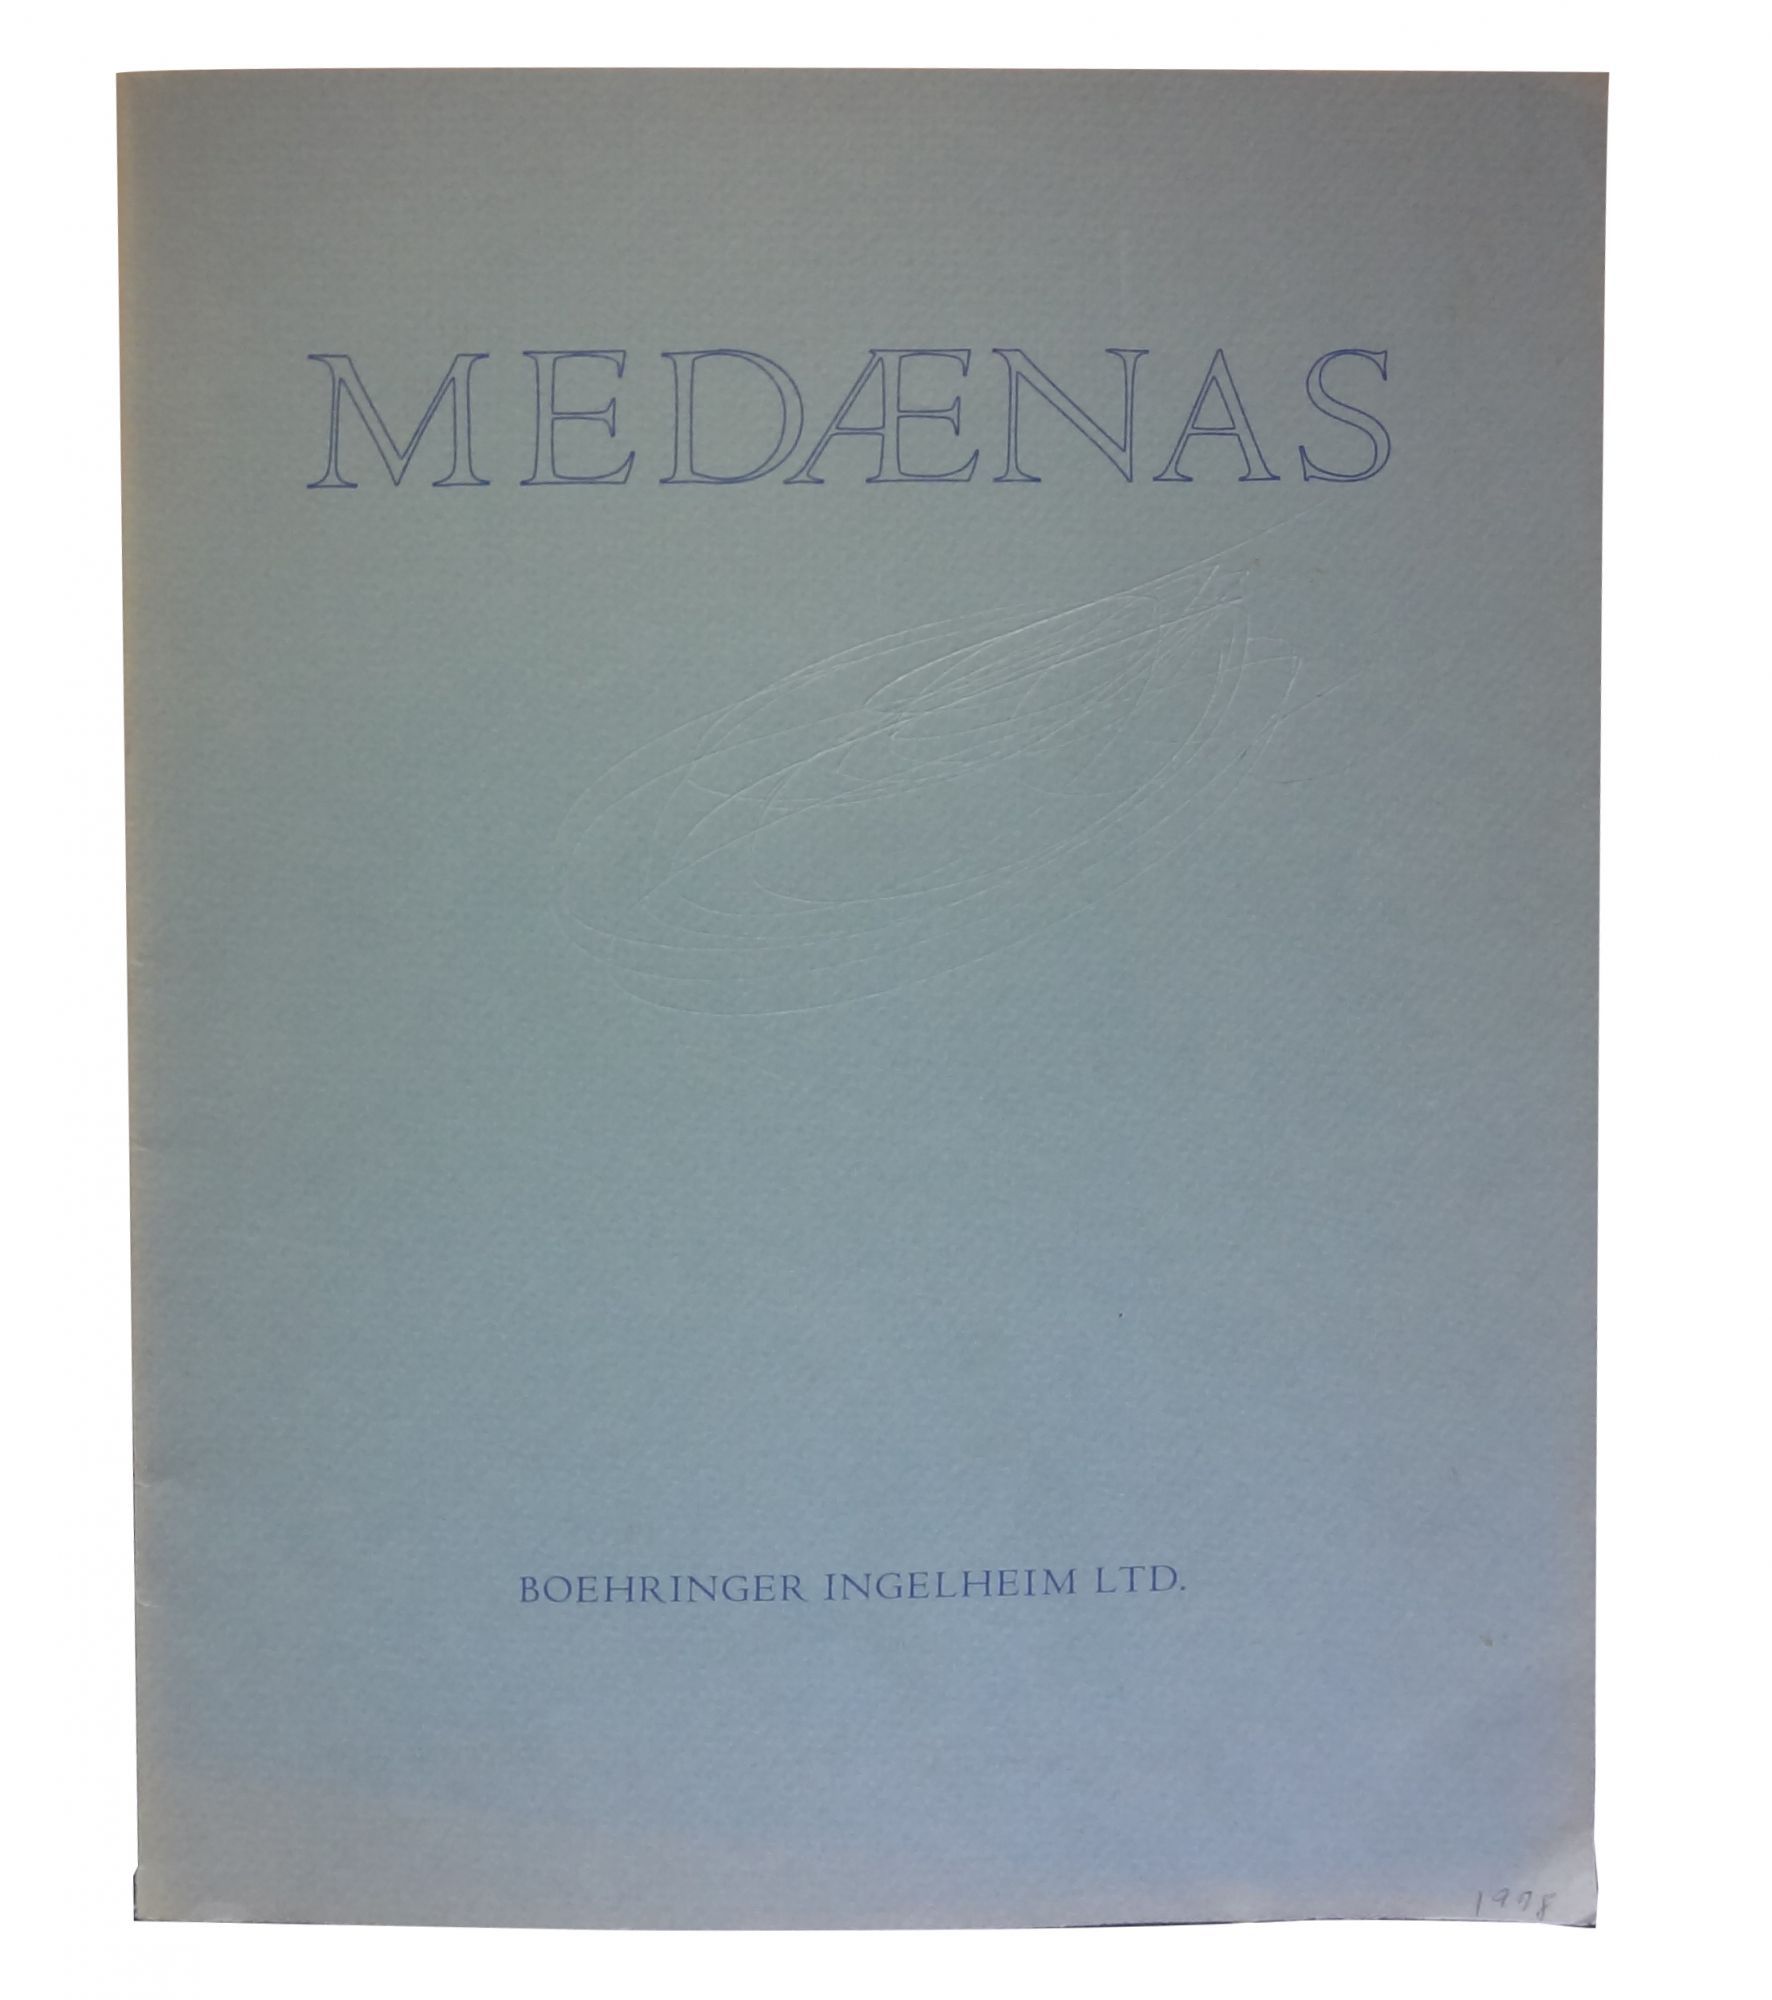 MEDÆNAS
BOEHRINGER INGELHEIM LTD.
1978